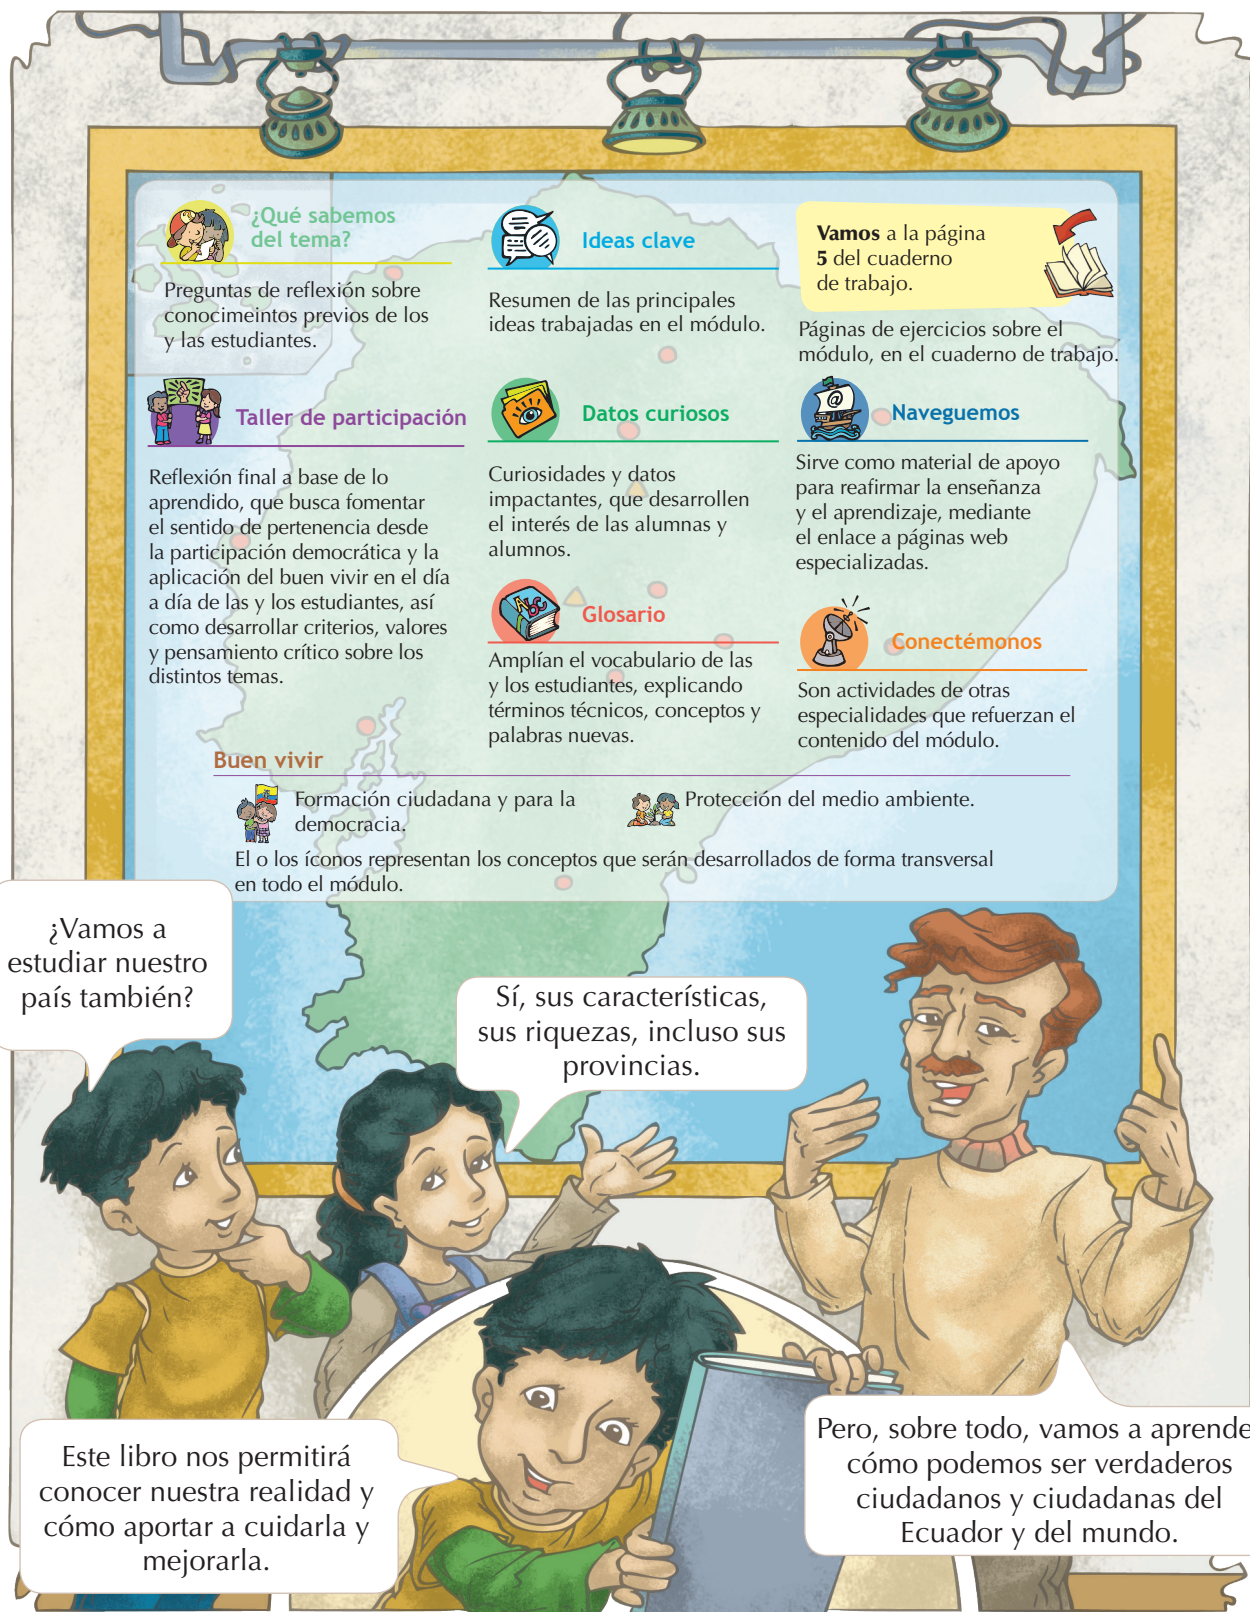 ¿Qué sabemos
del tema?
Preguntas de reflexión sobre
conocimeintos previos de los
y las estudiantes.
Ideas clave
Resumen de las principales
ideas trabajadas en el módulo.
Vamos a la página
5 del cuaderno
de trabajo.
Páginas de ejercicios sobre el
módulo, en el cuaderno de trabajo.
Taller de participación
Reflexión final a base de lo
aprendido, que busca fomentar
el sentido de pertenencia desde
la participación democrática y la
aplicación del buen vivir en el día
a día de las y los estudiantes, así
como desarrollar criterios, valores
y pensamiento crítico sobre los
distintos temas.
Datos curiosos
Curiosidades y datos
impactantes, que desarrollen
el interés de las alumnas y
alumnos.
@
Naveguemos
Sirve como material de apoyo
para reafirmar la enseñanza
y el aprendizaje, mediante
el enlace a páginas web
especializadas.
Abc
Glosario
Amplían el vocabulario de las
y los estudiantes, explicando
términos técnicos, conceptos y
palabras nuevas.
Conectémonos
Son actividades de otras
especialidades que refuerzan el
contenido del módulo.
Buen vivir
Formación ciudadana y para la
democracia.
Protección del medio ambiente.
El o los íconos representan los conceptos que serán desarrollados de forma transversal
en todo el módulo.
¿Vamos a
estudiar nuestro
país también?
Sí, sus características,
sus riquezas, incluso sus
provincias.
Este libro nos permitirá
conocer nuestra realidad y
cómo aportar a cuidarla y
mejorarla.
Pero, sobre todo, vamos a aprende
cómo podemos ser verdaderos
ciudadanos y ciudadanas del
Ecuador y del mundo.